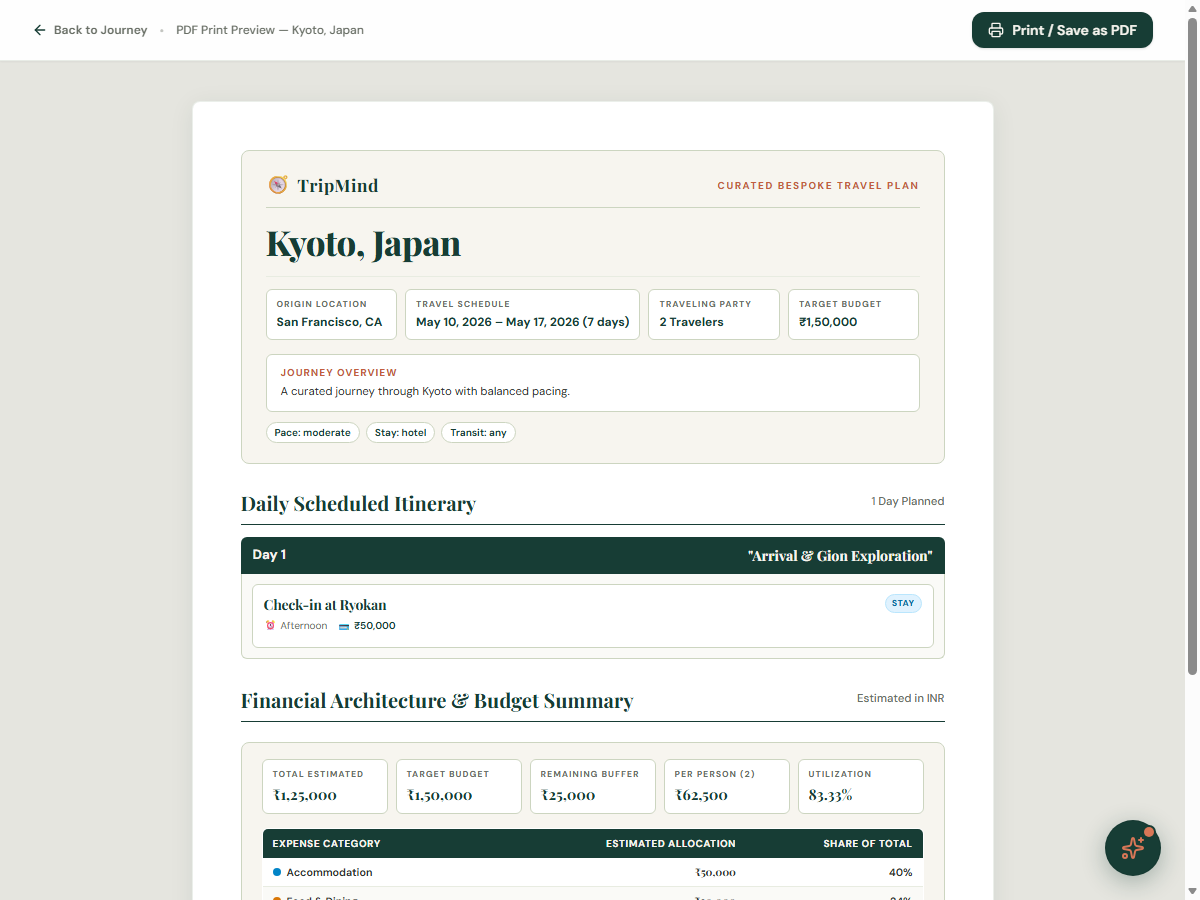 Back to Journey • PDF Print Preview — Kyoto, Japan
Print / Save as PDF
TripMind
CURATED BESPOKE TRAVEL PLAN
Kyoto, Japan
ORIGIN LOCATION
San Francisco, CA
TRAVEL SCHEDULE
May 10, 2026 – May 17, 2026 (7 days)
TRAVELING PARTY
2 Travelers
TARGET BUDGET
₹1,50,000
JOURNEY OVERVIEW
A curated journey through Kyoto with balanced pacing.
Pace: moderate
Stay: hotel
Transit: any
Daily Scheduled Itinerary
1 Day Planned
Day 1
"Arrival & Gion Exploration"
Check-in at Ryokan
STAY
Afternoon ₹50,000
Financial Architecture & Budget Summary
Estimated in INR
TOTAL ESTIMATED
₹1,25,000
TARGET BUDGET
₹1,50,000
REMAINING BUFFER
₹25,000
PER PERSON (2)
₹62,500
UTILIZATION
83.33%
EXPENSE CATEGORY ESTIMATED ALLOCATION SHARE OF TOTAL
Accommodation ₹50,000 40%